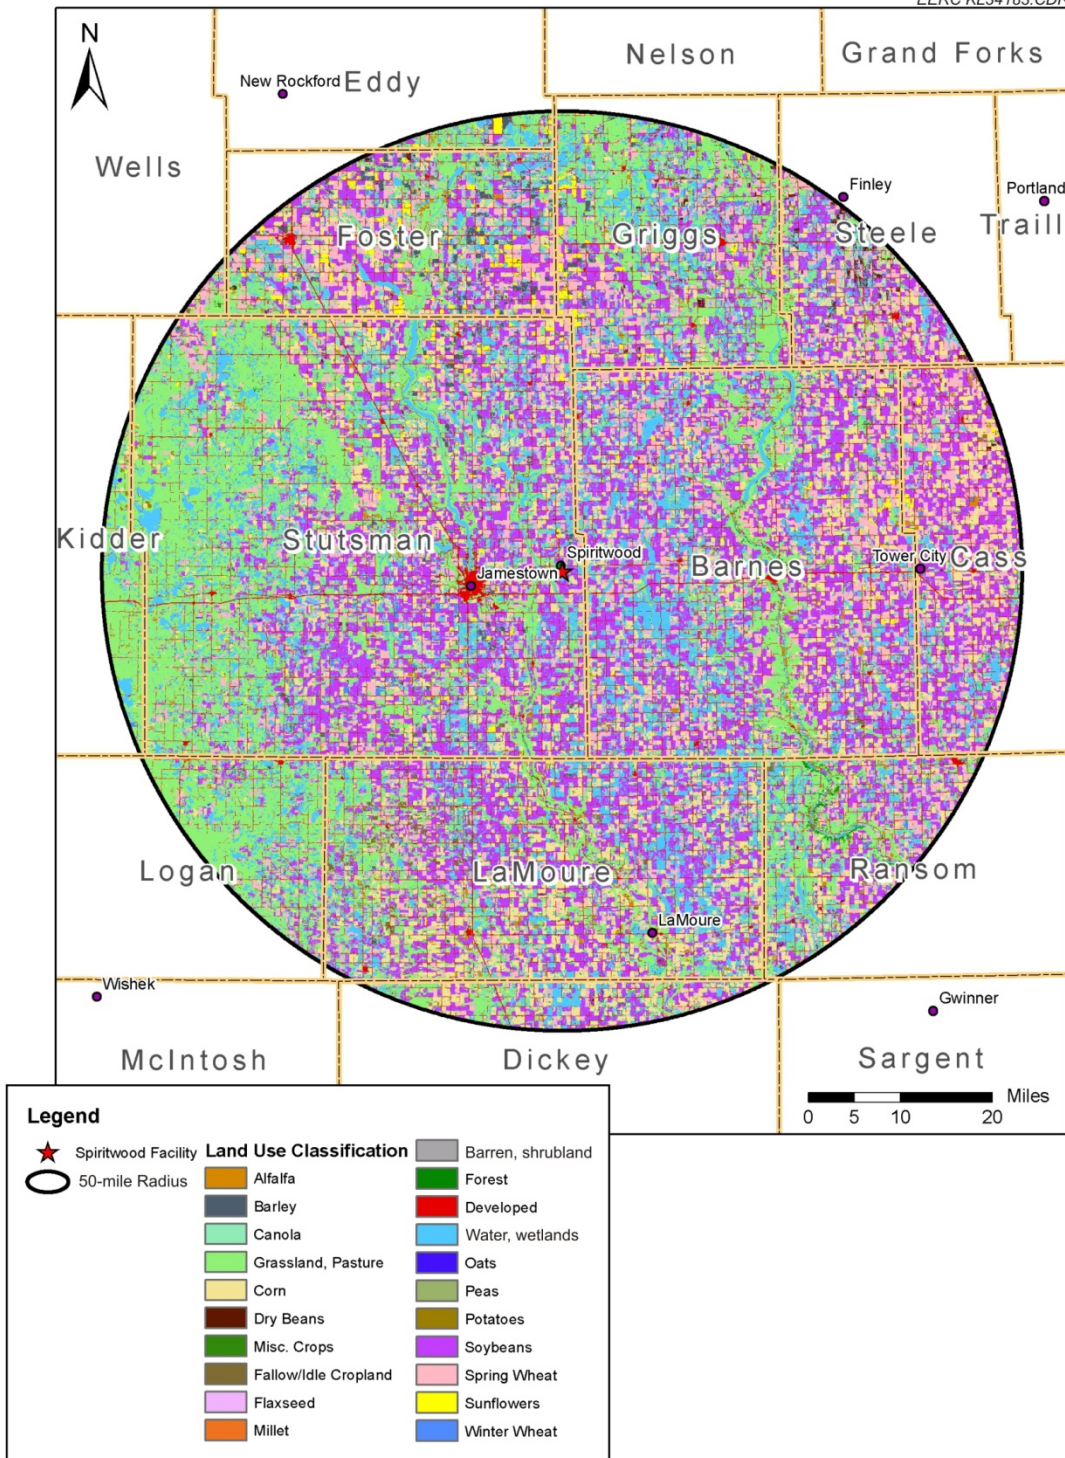 N
Nelson
Grand Forks
New Rockford
Eddy
Wells
Finley
Portland
Traill
Foster
Griggs
Steele
Kidder
Stutsman
Spiritwood
Jamestown
Barnes
Tower City
Cass
Logan
LaMoure
Ransom
LaMoure
Wishek
Gwinner
McIntosh
Dickey
Sargent
Miles
0 5 10 20
Legend
Spiritwood Facility
50-mile Radius
Land Use Classification
Alfalfa
Barley
Canola
Grassland, Pasture
Corn
Dry Beans
Misc. Crops
Fallow/Idle Cropland
Flaxseed
Millet
Barren, shrubland
Forest
Developed
Water, wetlands
Oats
Peas
Potatoes
Soybeans
Spring Wheat
Sunflowers
Winter Wheat